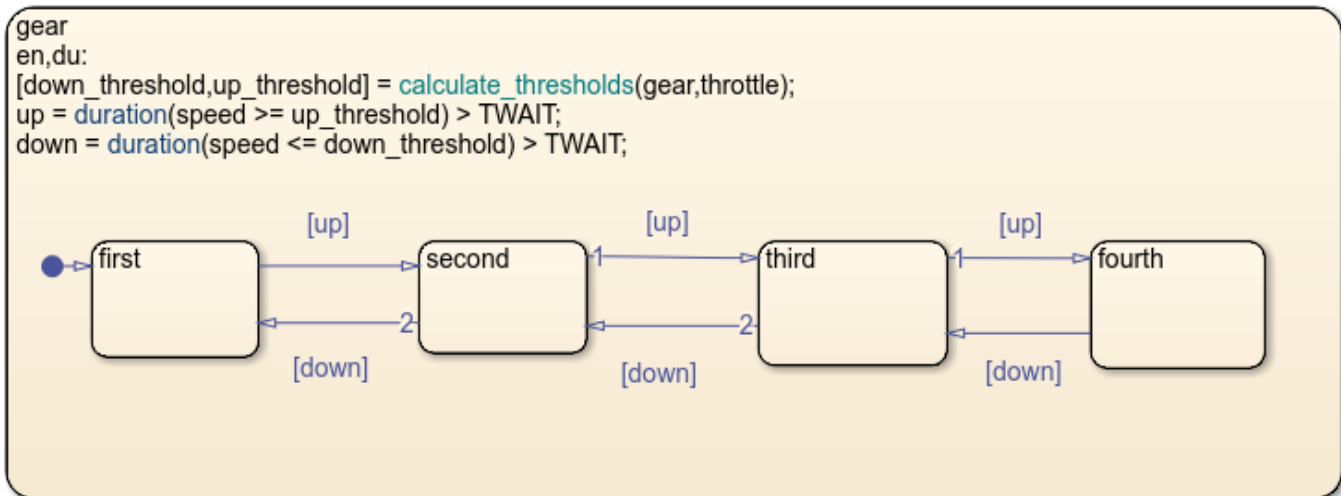 gear
en,du:
[down_threshold,up_threshold] = calculate_thresholds(gear,throttle);
up = duration(speed >= up_threshold) > TWAIT;
down = duration(speed <= down_threshold) > TWAIT;
[up] [up] [up]
first second 1 third 1 fourth
2 2
[down] [down] [down]